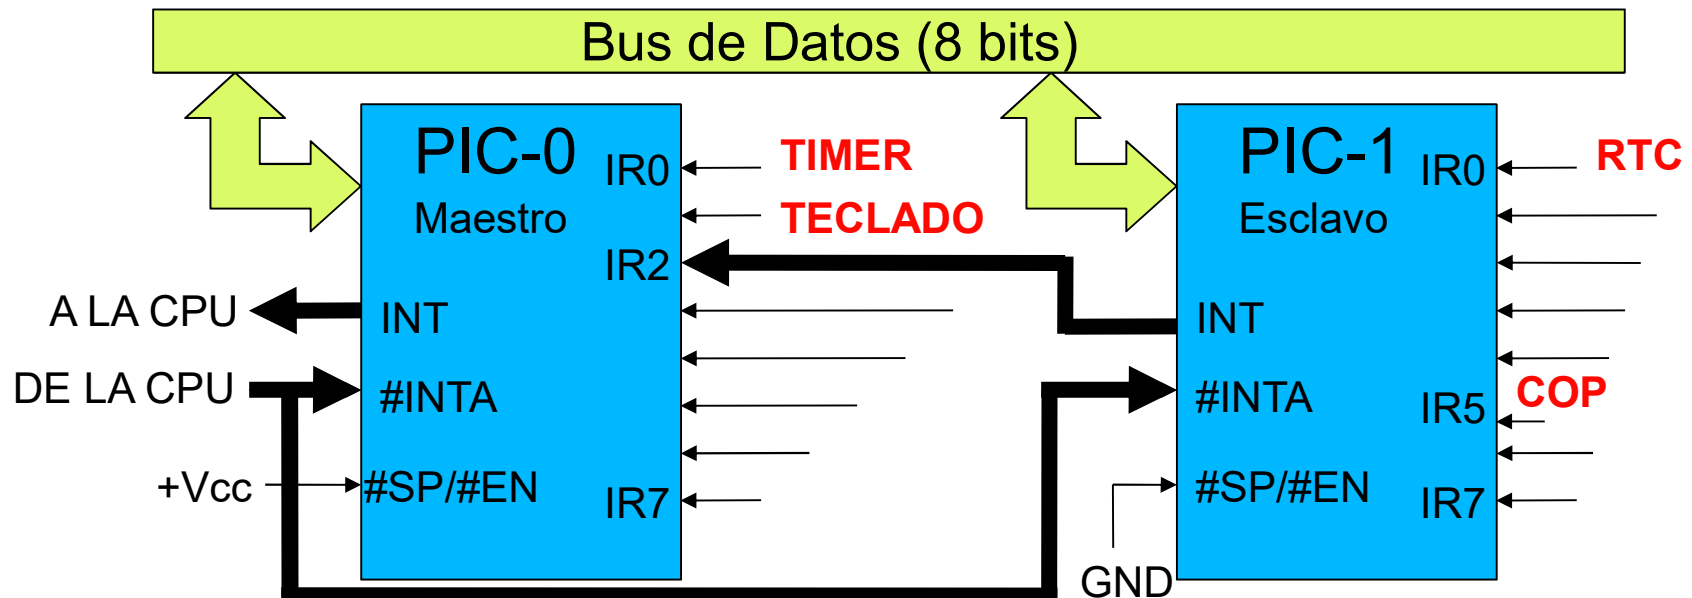 Bus de Datos (8 bits)
PIC-0
Maestro
IR0
TIMER
TECLADO
IR2
A LA CPU
INT
DE LA CPU
#INTA
+Vcc
#SP/#EN
IR7
PIC-1
Esclavo
IR0
RTC
INT
#INTA
COP
IR5
#SP/#EN
IR7
GND